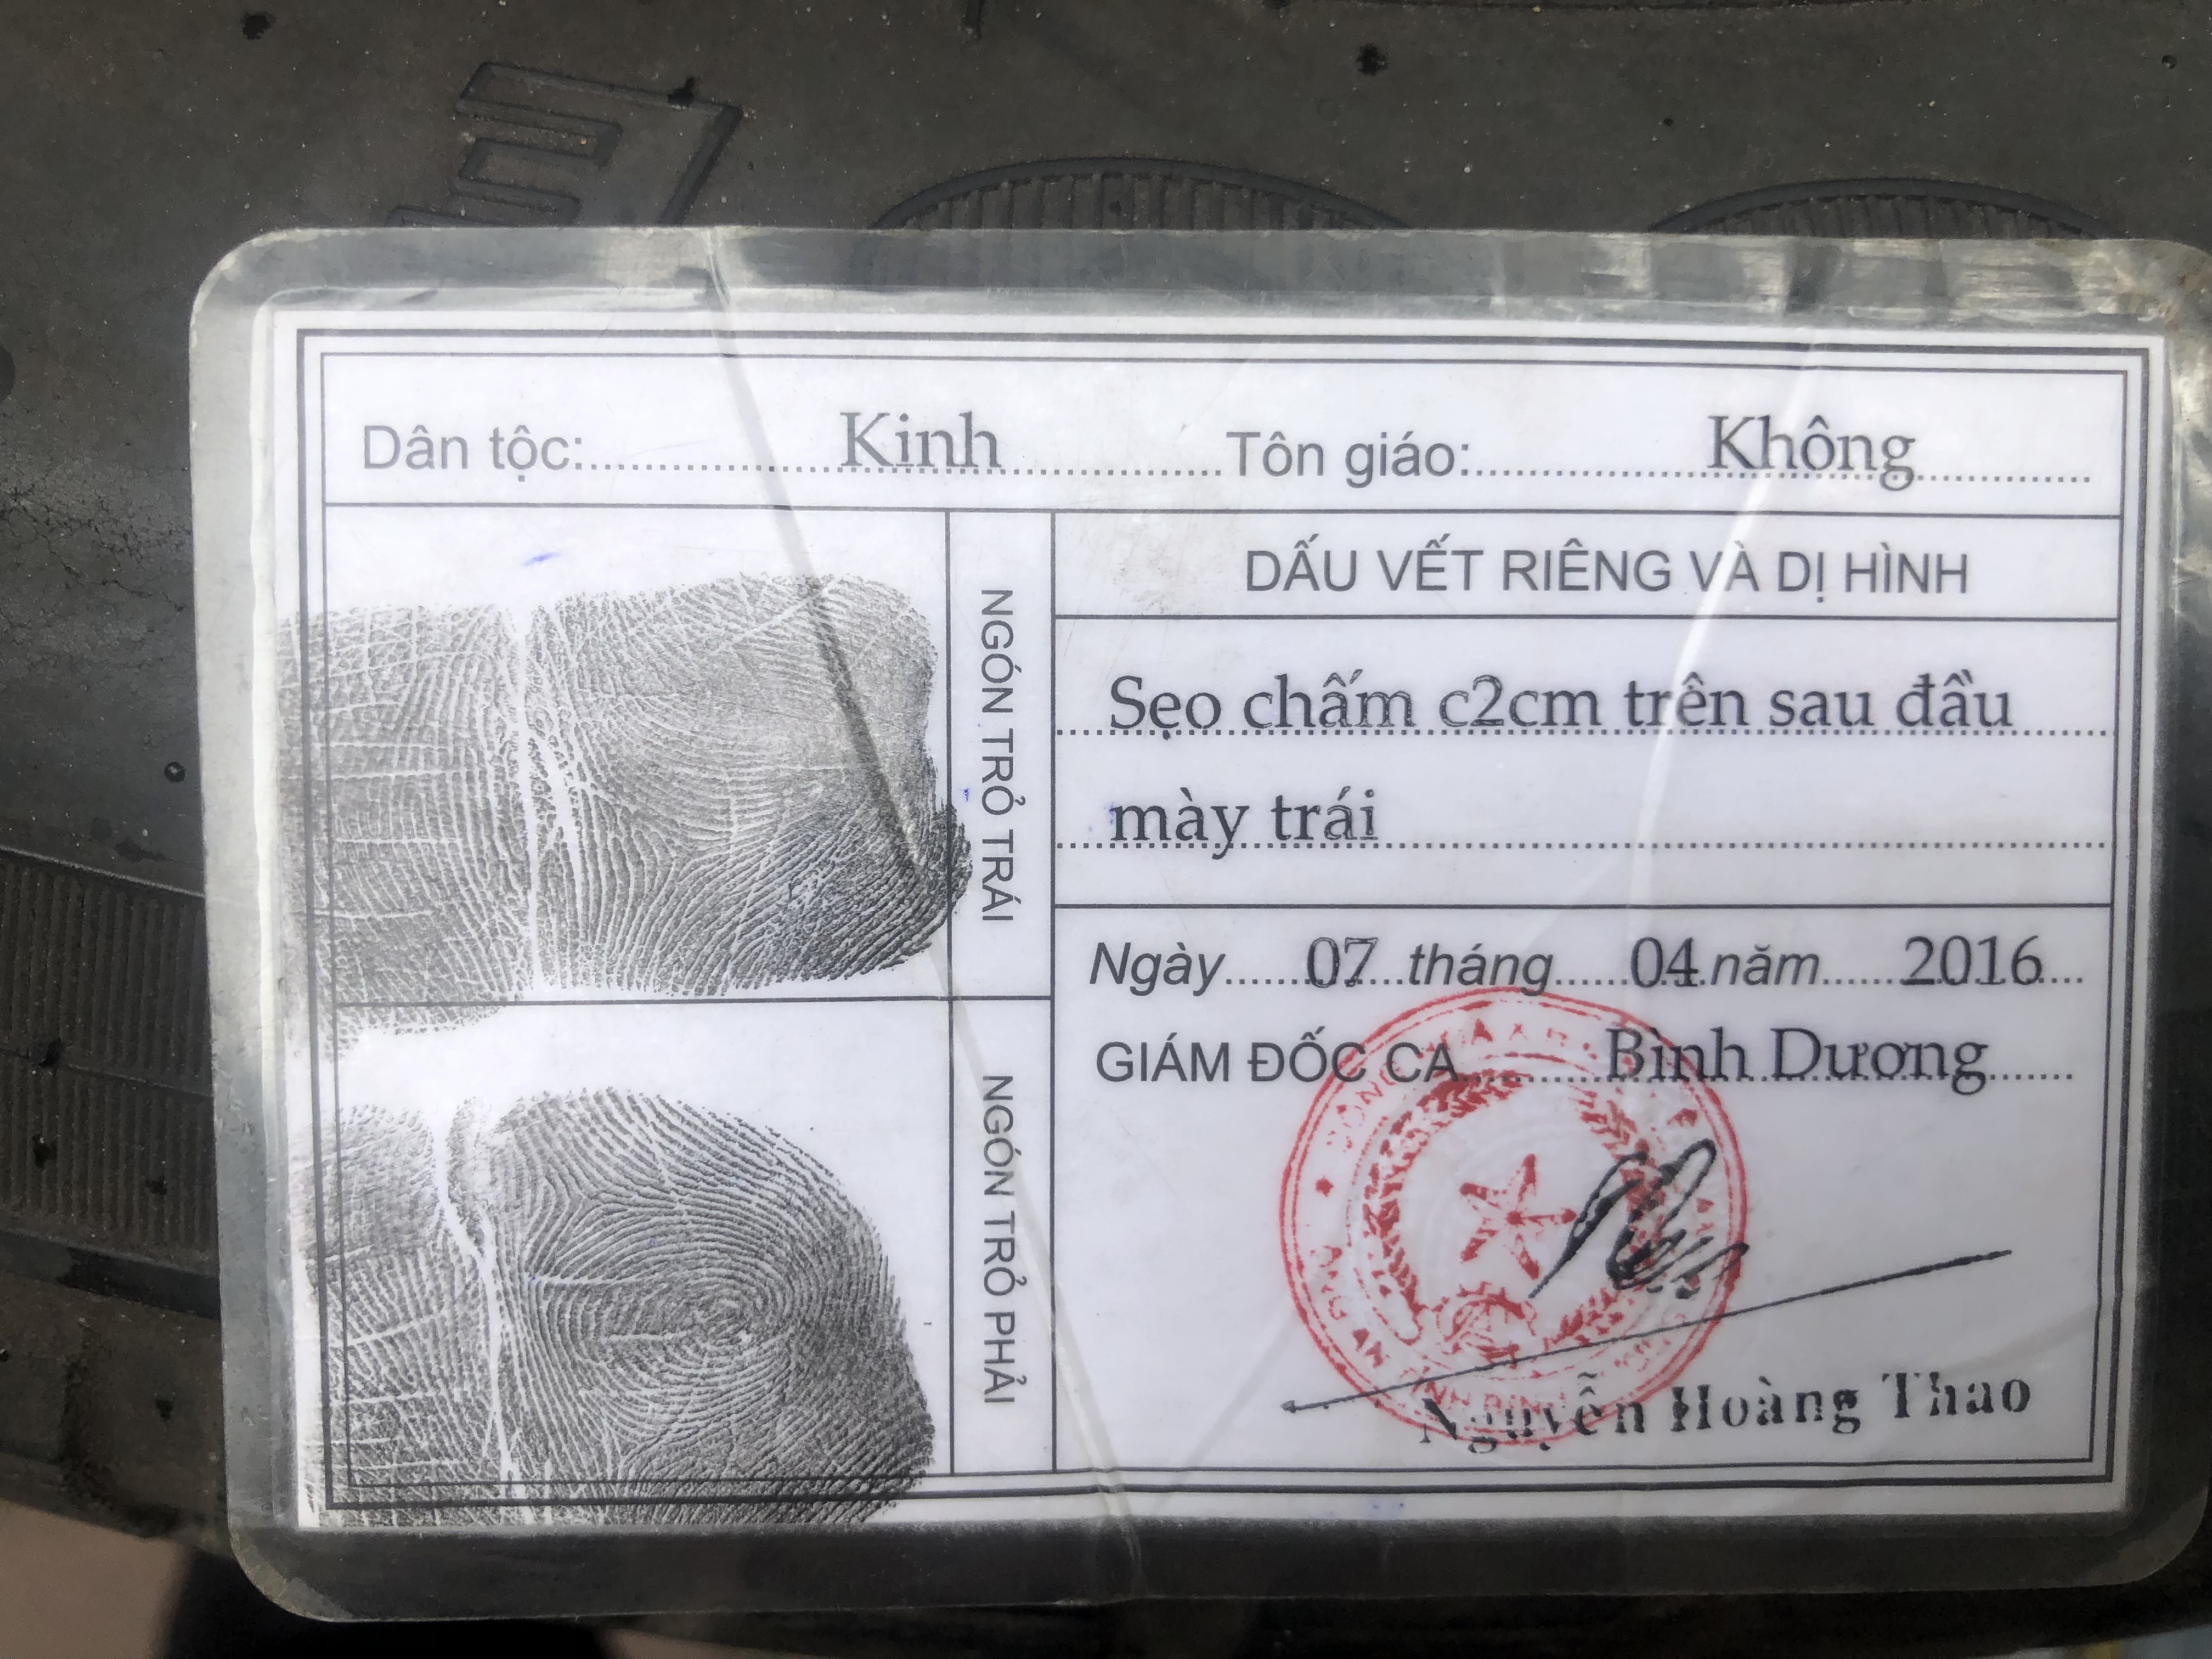 Dân tộc:..........Kinh..........Tôn giáo:..........Không..........
NGÓN TRỎ TRÁI
NGÓN TRỎ PHẢI
DẤU VẾT RIÊNG VÀ DỊ HÌNH
Sẹo chấm c2cm trên sau đầu
mày trái
Ngày......07...tháng.....04.năm......2016...
GIÁM ĐỐC CA..........Bình Dương......
Nguyễn Hoàng Thao